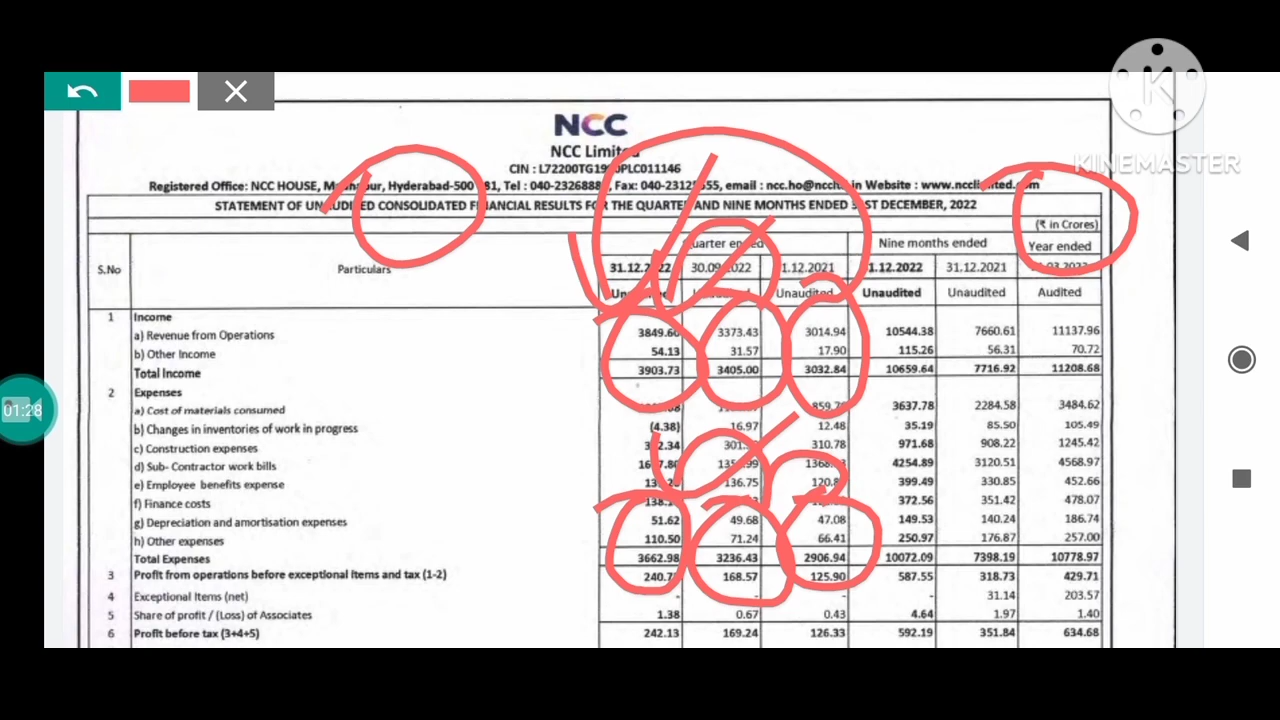 KINEMASTER
NCC
NCC Limited
CIN : L72200TG19 0PLC011146
Registered Office: NCC HOUSE, Hyderabad-500 81, Tel : 040-23268888, Fax: 040-23125555, email : ncc.ho@nccltd.in Website : www.nccllimited.com
STATEMENT OF UNAUDITED CONSOLIDATED FINANCIAL RESULTS FOR THE QUARTER AND NINE MONTHS ENDED 31ST DECEMBER, 2022
(₹ in Crores)
S.No Particulars Quarter ended Nine months ended Year ended
31.12.2022 30.09.2022 31.12.2021 31.12.2022 31.12.2021
Unaudited Unaudited Unaudited Unaudited Audited
1 Income
a) Revenue from Operations 3849.60 3373.43 3014.94 10544.38 7660.61 11137.96
b) Other Income 54.13 31.57 17.90 115.26 56.31 70.72
Total Income 3903.73 3405.00 3032.84 10659.64 7716.92 11208.68
2 Expenses
a) Cost of materials consumed 3637.78 2284.58 3484.62
b) Changes in inventories of work in progress (4.38) 16.97 12.48 35.19 85.50 105.49
c) Construction expenses 310.78 971.68 908.22 1245.42
d) Sub- Contractor work bills 4254.89 3120.51 4568.97
e) Employee benefits expense 136.75 399.49 330.85 452.66
f) Finance costs 372.56 351.42 478.07
g) Depreciation and amortisation expenses 51.62 49.68 47.08 149.53 140.24 186.74
h) Other expenses 110.50 71.24 66.41 250.97 176.87 257.00
Total Expenses 3662.98 3236.43 2906.94 10072.09 7398.19 10778.97
3 Profit from operations before exceptional items and tax (1-2) 168.57 125.90 587.55 318.73 429.71
4 Exceptional Items (net) - - - - 31.14 203.57
5 Share of profit / (Loss) of Associates 1.38 0.67 0.43 4.64 1.97 1.40
6 Profit before tax (3+4+5) 242.13 169.24 126.33 592.19 351.84 634.68
01:28